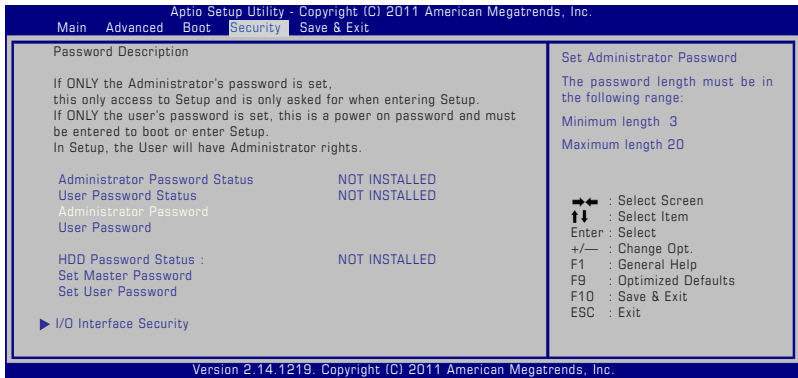 Aptio Setup Utility - Copyright (C) 2011 American Megatrends, Inc.
Main Advanced Boot Security Save & Exit
Password Description
If ONLY the Administrator's password is set,
this only access to Setup and is only asked for when entering Setup.
If ONLY the user's password is set, this is a power on password and must
be entered to boot or enter Setup.
In Setup, the User will have Administrator rights.
Administrator Password Status NOT INSTALLED
User Password Status NOT INSTALLED
Administrator Password
User Password
HDD Password Status : NOT INSTALLED
Set Master Password
Set User Password
I/O Interface Security
Set Administrator Password
The password length must be in
the following range:
Minimum length 3
Maximum length 20
→← : Select Screen
↑↓ : Select Item
Enter : Select
+/— : Change Opt.
F1 : General Help
F9 : Optimized Defaults
F10 : Save & Exit
ESC : Exit
Version 2.14.1219. Copyright (C) 2011 American Megatrends, Inc.